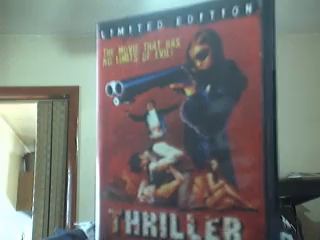 LIMITED EDITION
THE MOVIE THAT HAS
NO LIMITS OF EVIL!
THRILLER